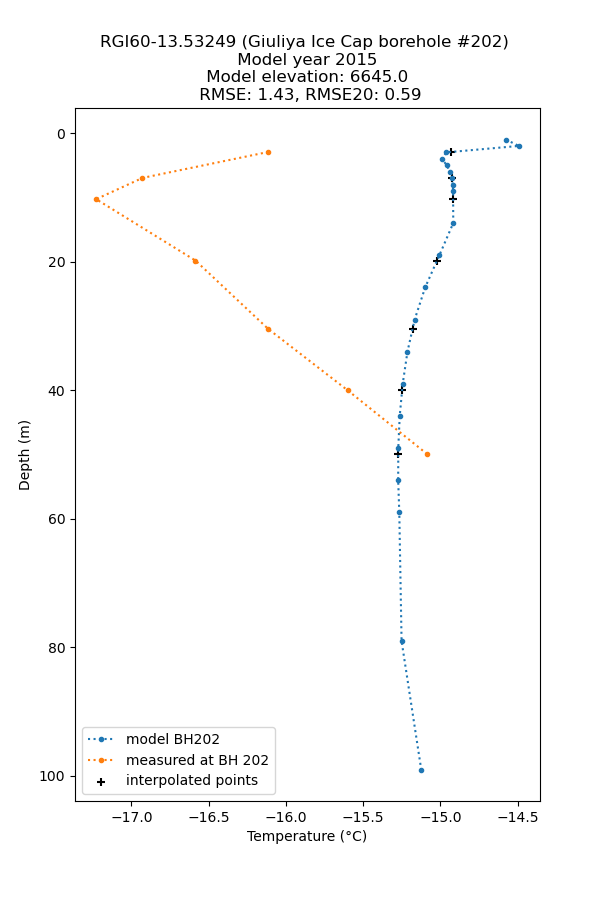 RGI60-13.53249 (Giuliya Ice Cap borehole #202)
Model year 2015
Model elevation: 6645.0
RMSE: 1.43, RMSE20: 0.59
0
20
40
60
80
100
Depth (m)
model BH202
measured at BH 202
interpolated points
−17.0 −16.5 −16.0 −15.5 −15.0 −14.5
Temperature (°C)